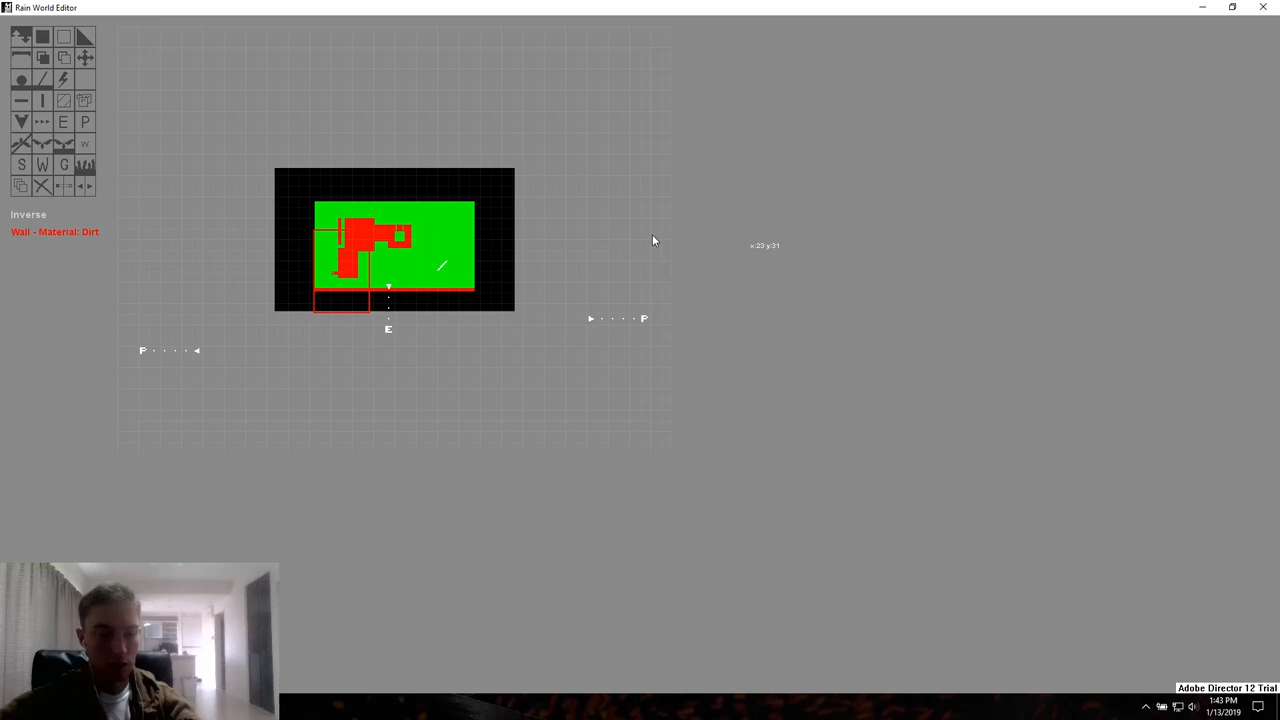 Rain World Editor
E P
w
S W G
Inverse
Wall - Material: Dirt
x:23 y:31
P
E
P
Adobe Director 12 Trial
1:43 PM
1/13/2019